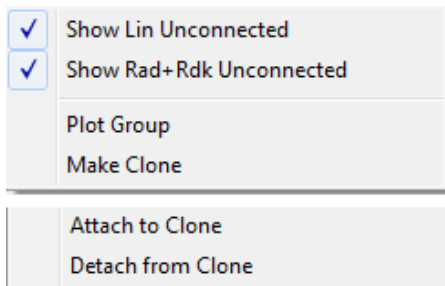 Show Lin Unconnected
Show Rad+Rdk Unconnected
Plot Group
Make Clone
Attach to Clone
Detach from Clone